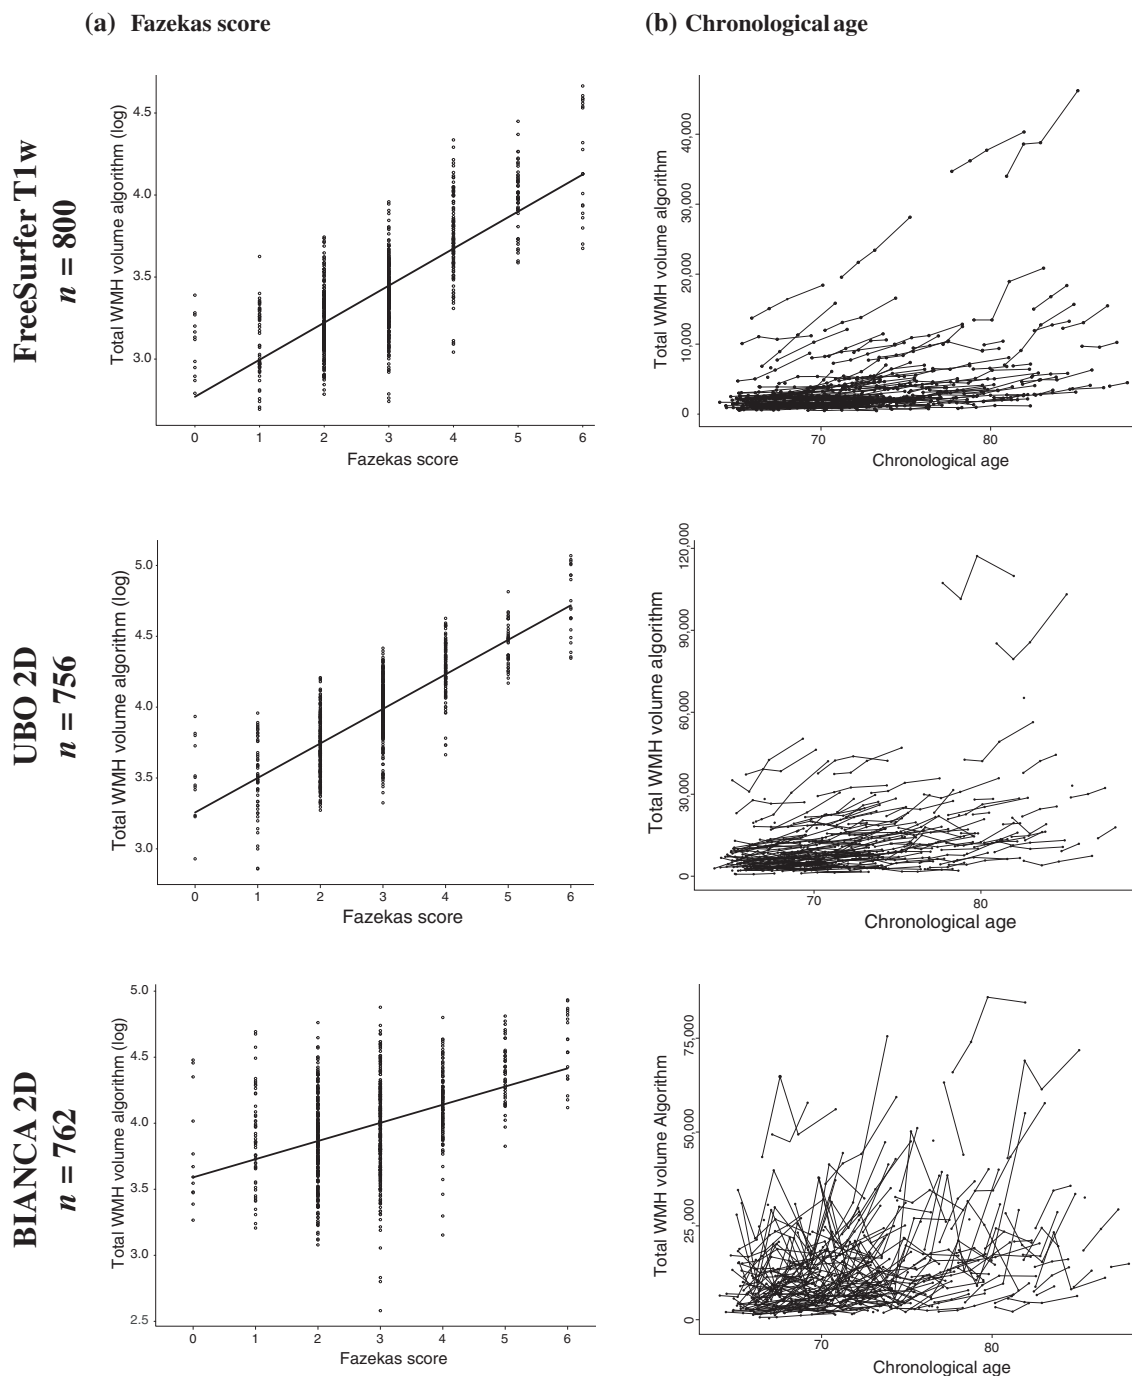 (a) Fazekas score
(b) Chronological age
FreeSurfer T1w
n = 800
Total WMH volume algorithm (log)
4.5
4.0
3.5
3.0
0 1 2 3 4 5 6
Fazekas score
Total WMH volume algorithm
40,000
30,000
20,000
10,000
0
70 80
Chronological age
UBO 2D
n = 756
Total WMH volume algorithm (log)
5.0
4.5
4.0
3.5
3.0
0 1 2 3 4 5 6
Fazekas score
Total WMH volume algorithm
120,000
90,000
60,000
30,000
0
70 80
Chronological age
BIANCA 2D
n = 762
Total WMH volume algorithm (log)
5.0
4.5
4.0
3.5
3.0
2.5
0 1 2 3 4 5 6
Fazekas score
Total WMH volume Algorithm
75,000
50,000
25,000
0
70 80
Chronological age